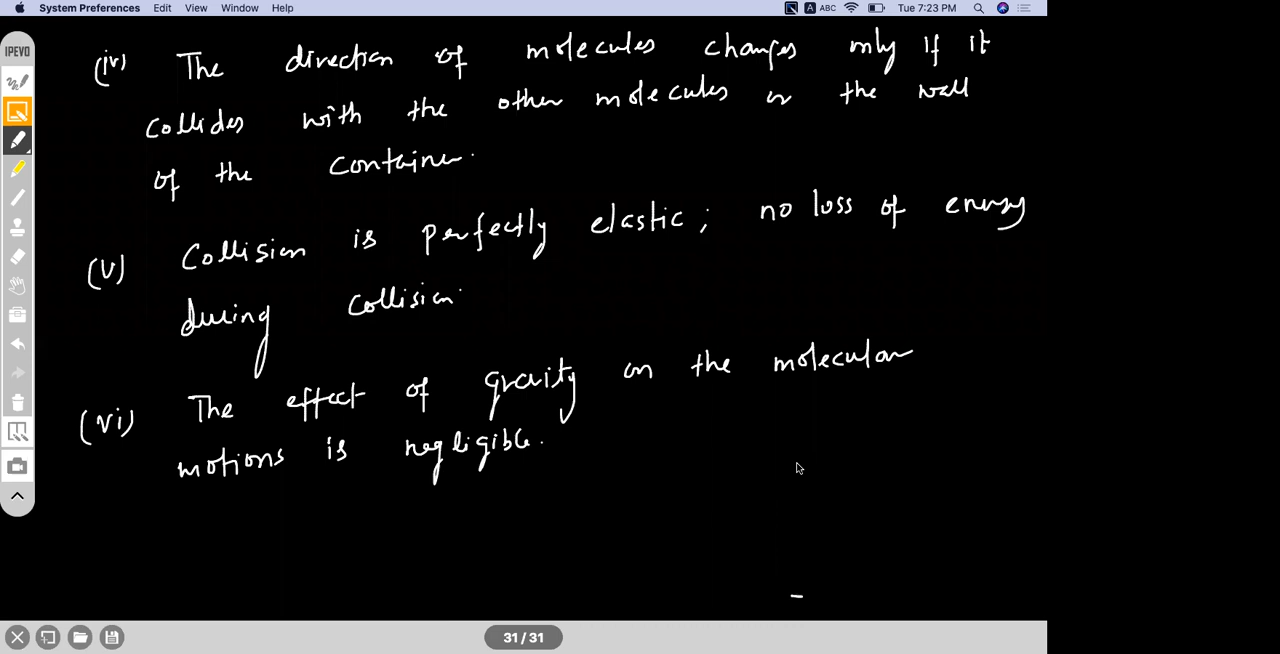 System Preferences Edit View Window Help A ABC Tue 7:23 PM
IPEVO
(iv) The direction of molecules changes only if it
collides with the other molecules or the wall
of the container.
(v) Collision is perfectly elastic; no loss of energy
during collision.
(vi) The effect of gravity on the molecular
motions is negligible.
31 / 31